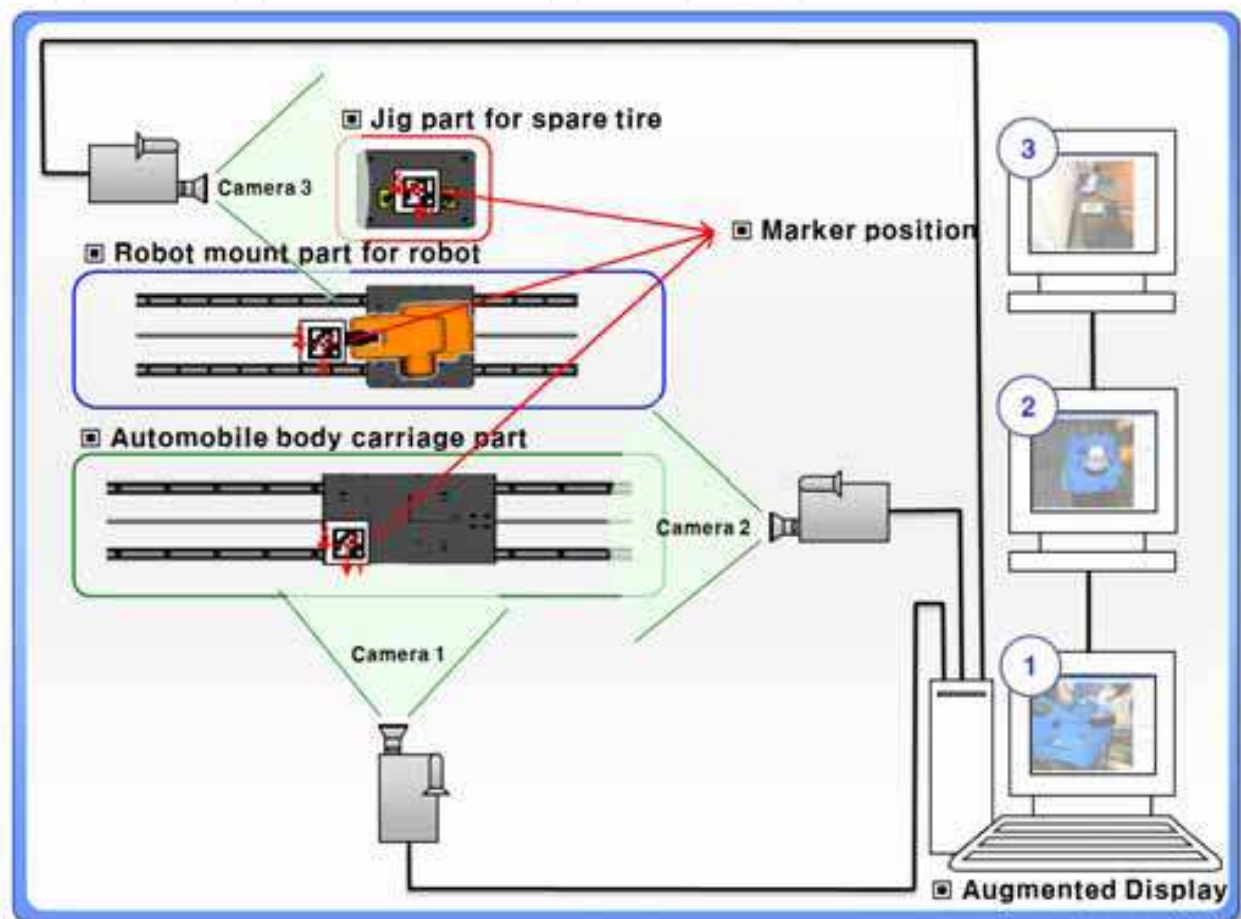 Jig part for spare tire
3
Camera 3
Marker position
Robot mount part for robot
2
Automobile body carriage part
Camera 2
Camera 1
1
Augmented Display